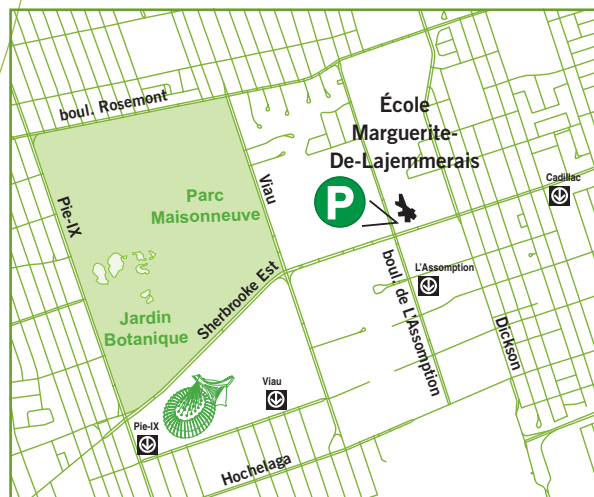 boul. Rosemont
École
Marguerite-
De-Lajemmerais
Cadillac
Pie-IX
Parc
Maisonneuve
Viau
P
L'Assomption
boul. de L'Assomption
Sherbrooke Est
Jardin
Botanique
Dickson
Viau
Pie-IX
Hochelaga